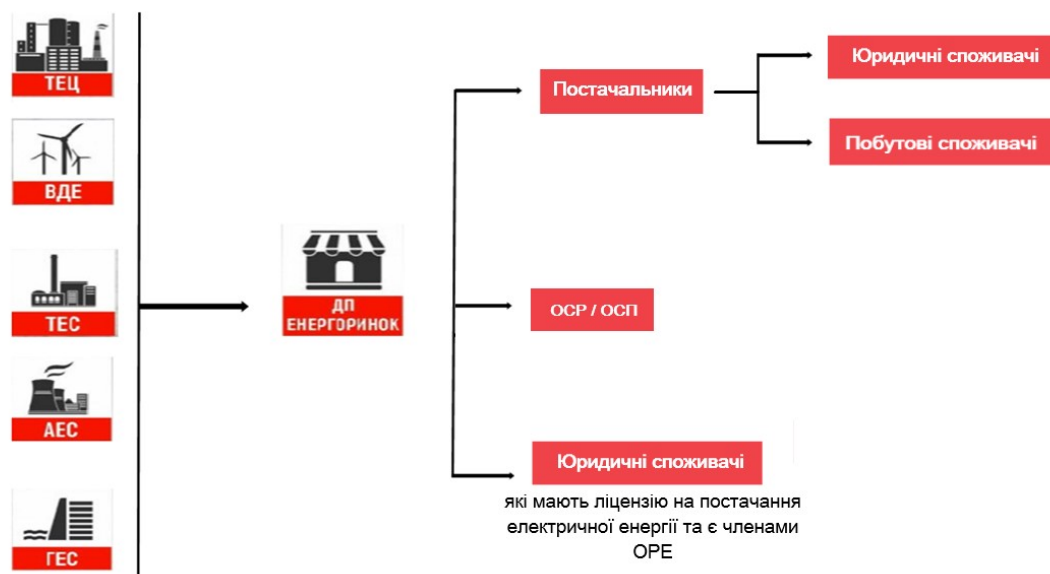 ТЕЦ
ВДЕ
ТЕС
АЕС
ГЕС
ДП
ЕНЕРГОРИНОК
Постачальники
Юридичні споживачі
Побутові споживачі
ОСР / ОСП
Юридичні споживачі
які мають ліцензію на постачання
електричної енергії та є членами
ОРЕ